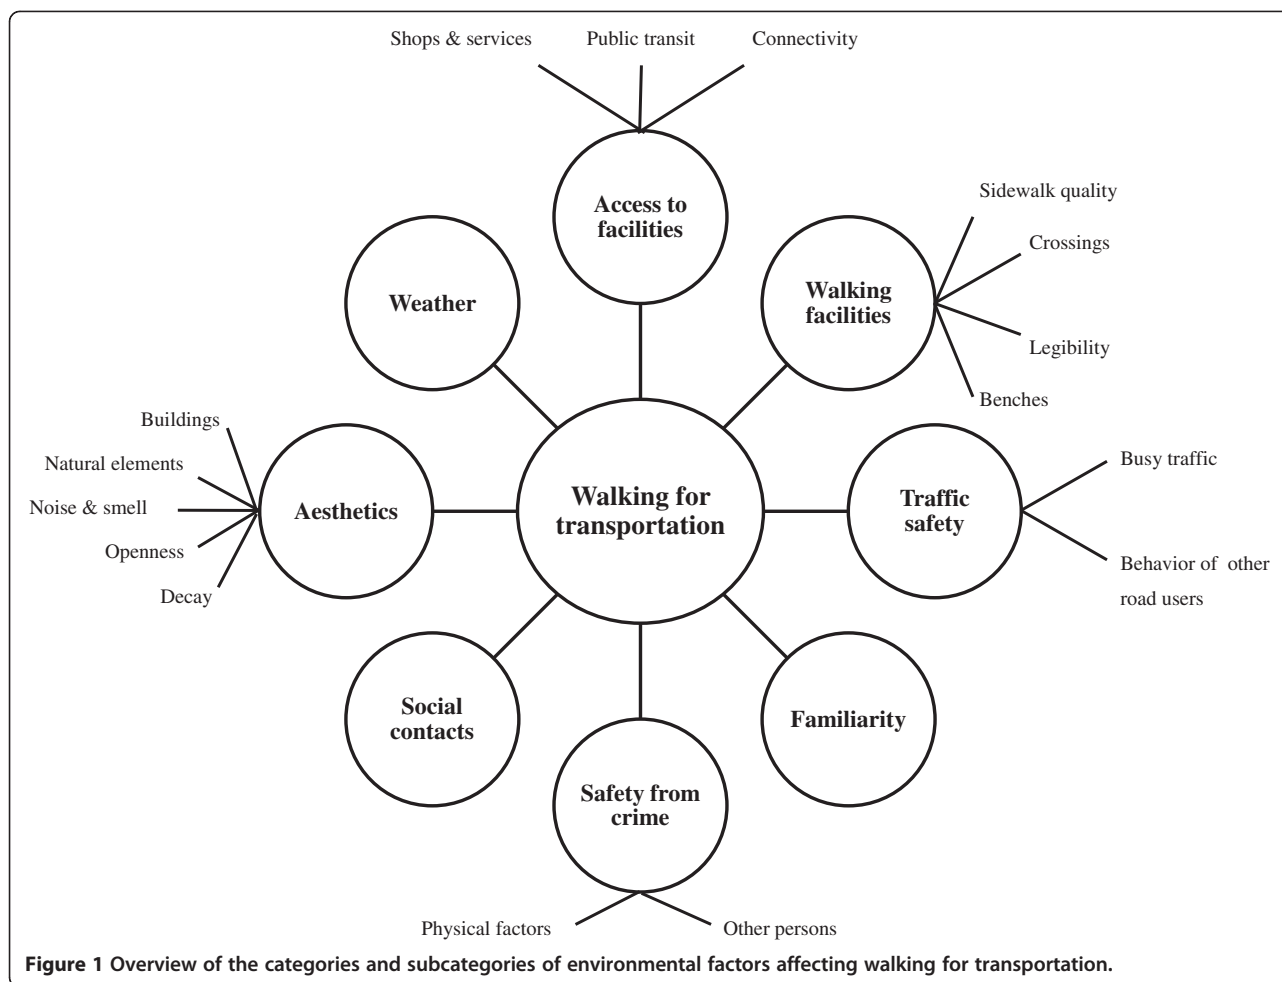 Shops & services
Public transit
Connectivity
Access to
facilities
Sidewalk quality
Crossings
Walking
facilities
Legibility
Benches
Weather
Buildings
Natural elements
Noise & smell
Openness
Decay
Aesthetics
Walking for
transportation
Traffic
safety
Busy traffic
Behavior of other
road users
Social
contacts
Familiarity
Safety from
crime
Physical factors
Other persons
Figure 1 Overview of the categories and subcategories of environmental factors affecting walking for transportation.